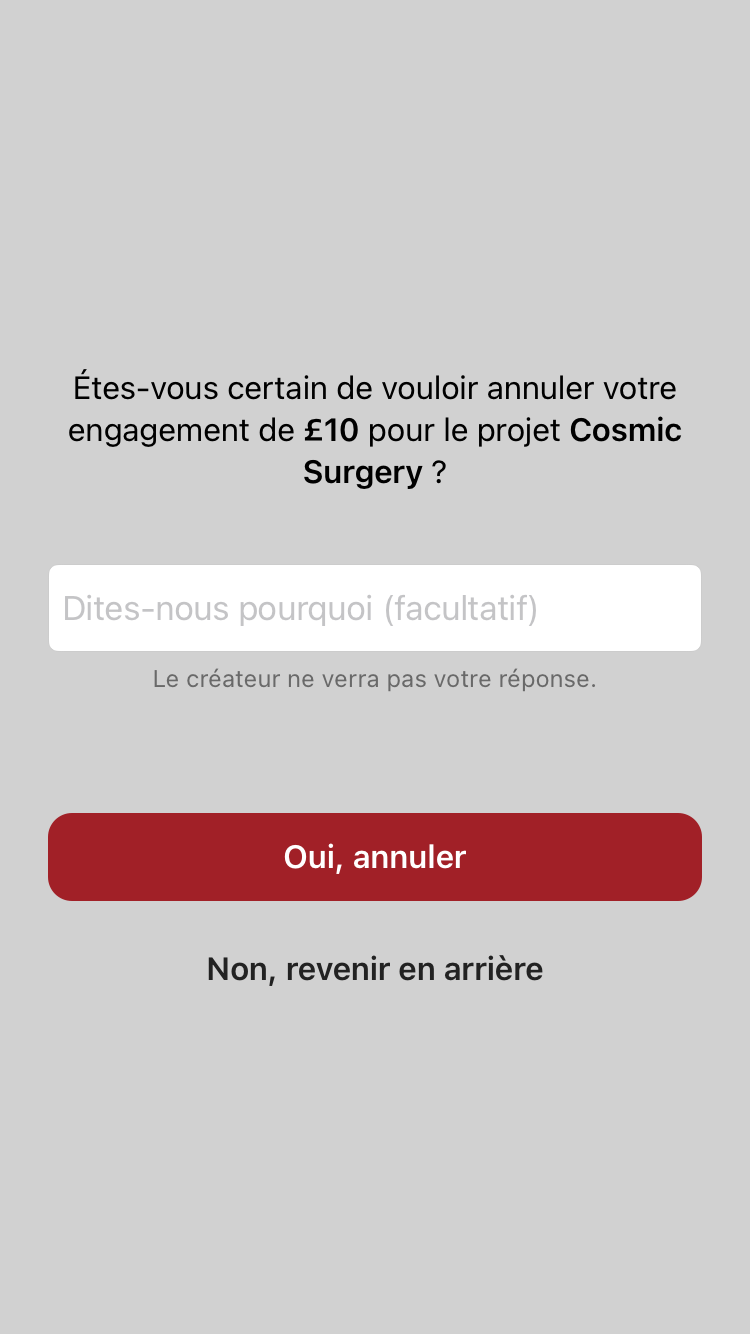 Êtes-vous certain de vouloir annuler votre
engagement de £10 pour le projet Cosmic
Surgery ?
Dites-nous pourquoi (facultatif)
Le créateur ne verra pas votre réponse.
Oui, annuler
Non, revenir en arrière